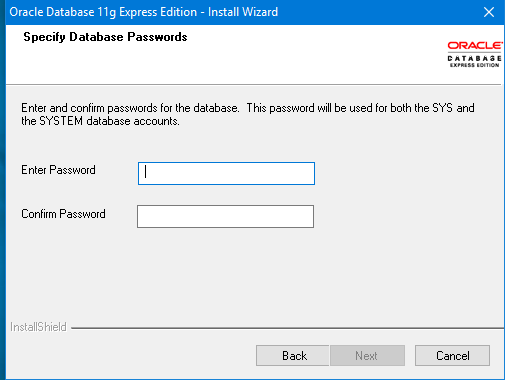 Oracle Database 11g Express Edition - Install Wizard
Specify Database Passwords
ORACLE
DATABASE
EXPRESS EDITION
Enter and confirm passwords for the database.  This password will be used for both the SYS and
the SYSTEM database accounts.
Enter Password
Confirm Password
InstallShield
Back
Next
Cancel